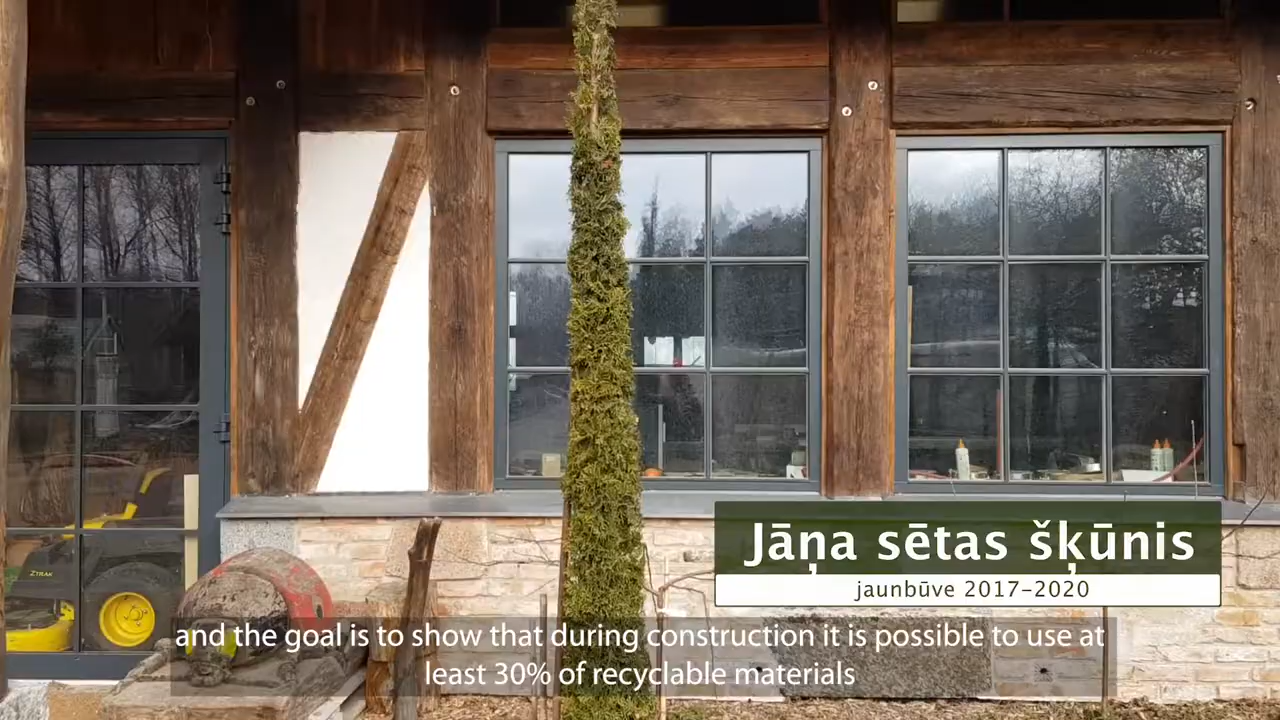 ZTRAK
Jāņa sētas šķūnis
jaunbūve 2017–2020
and the goal is to show that during construction it is possible to use at
least 30% of recyclable materials